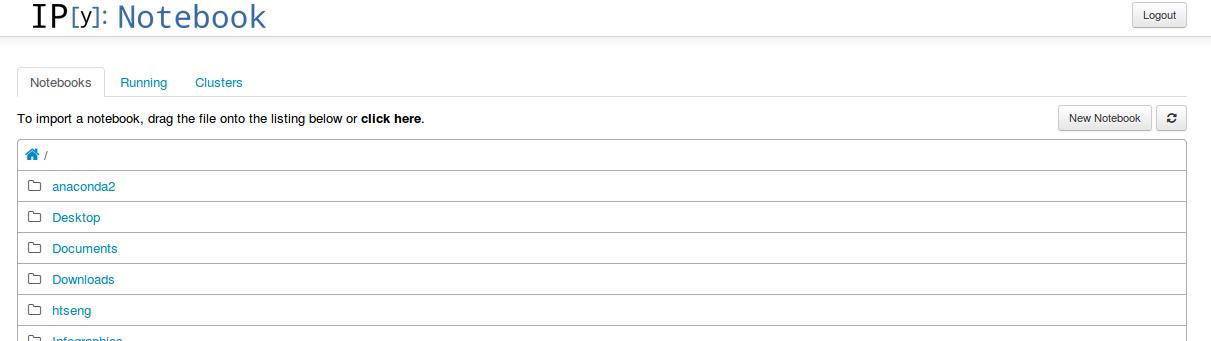 IP[y]: Notebook
Logout
Notebooks Running Clusters
To import a notebook, drag the file onto the listing below or click here.
New Notebook
/
anaconda2
Desktop
Documents
Downloads
htseng
Infographics